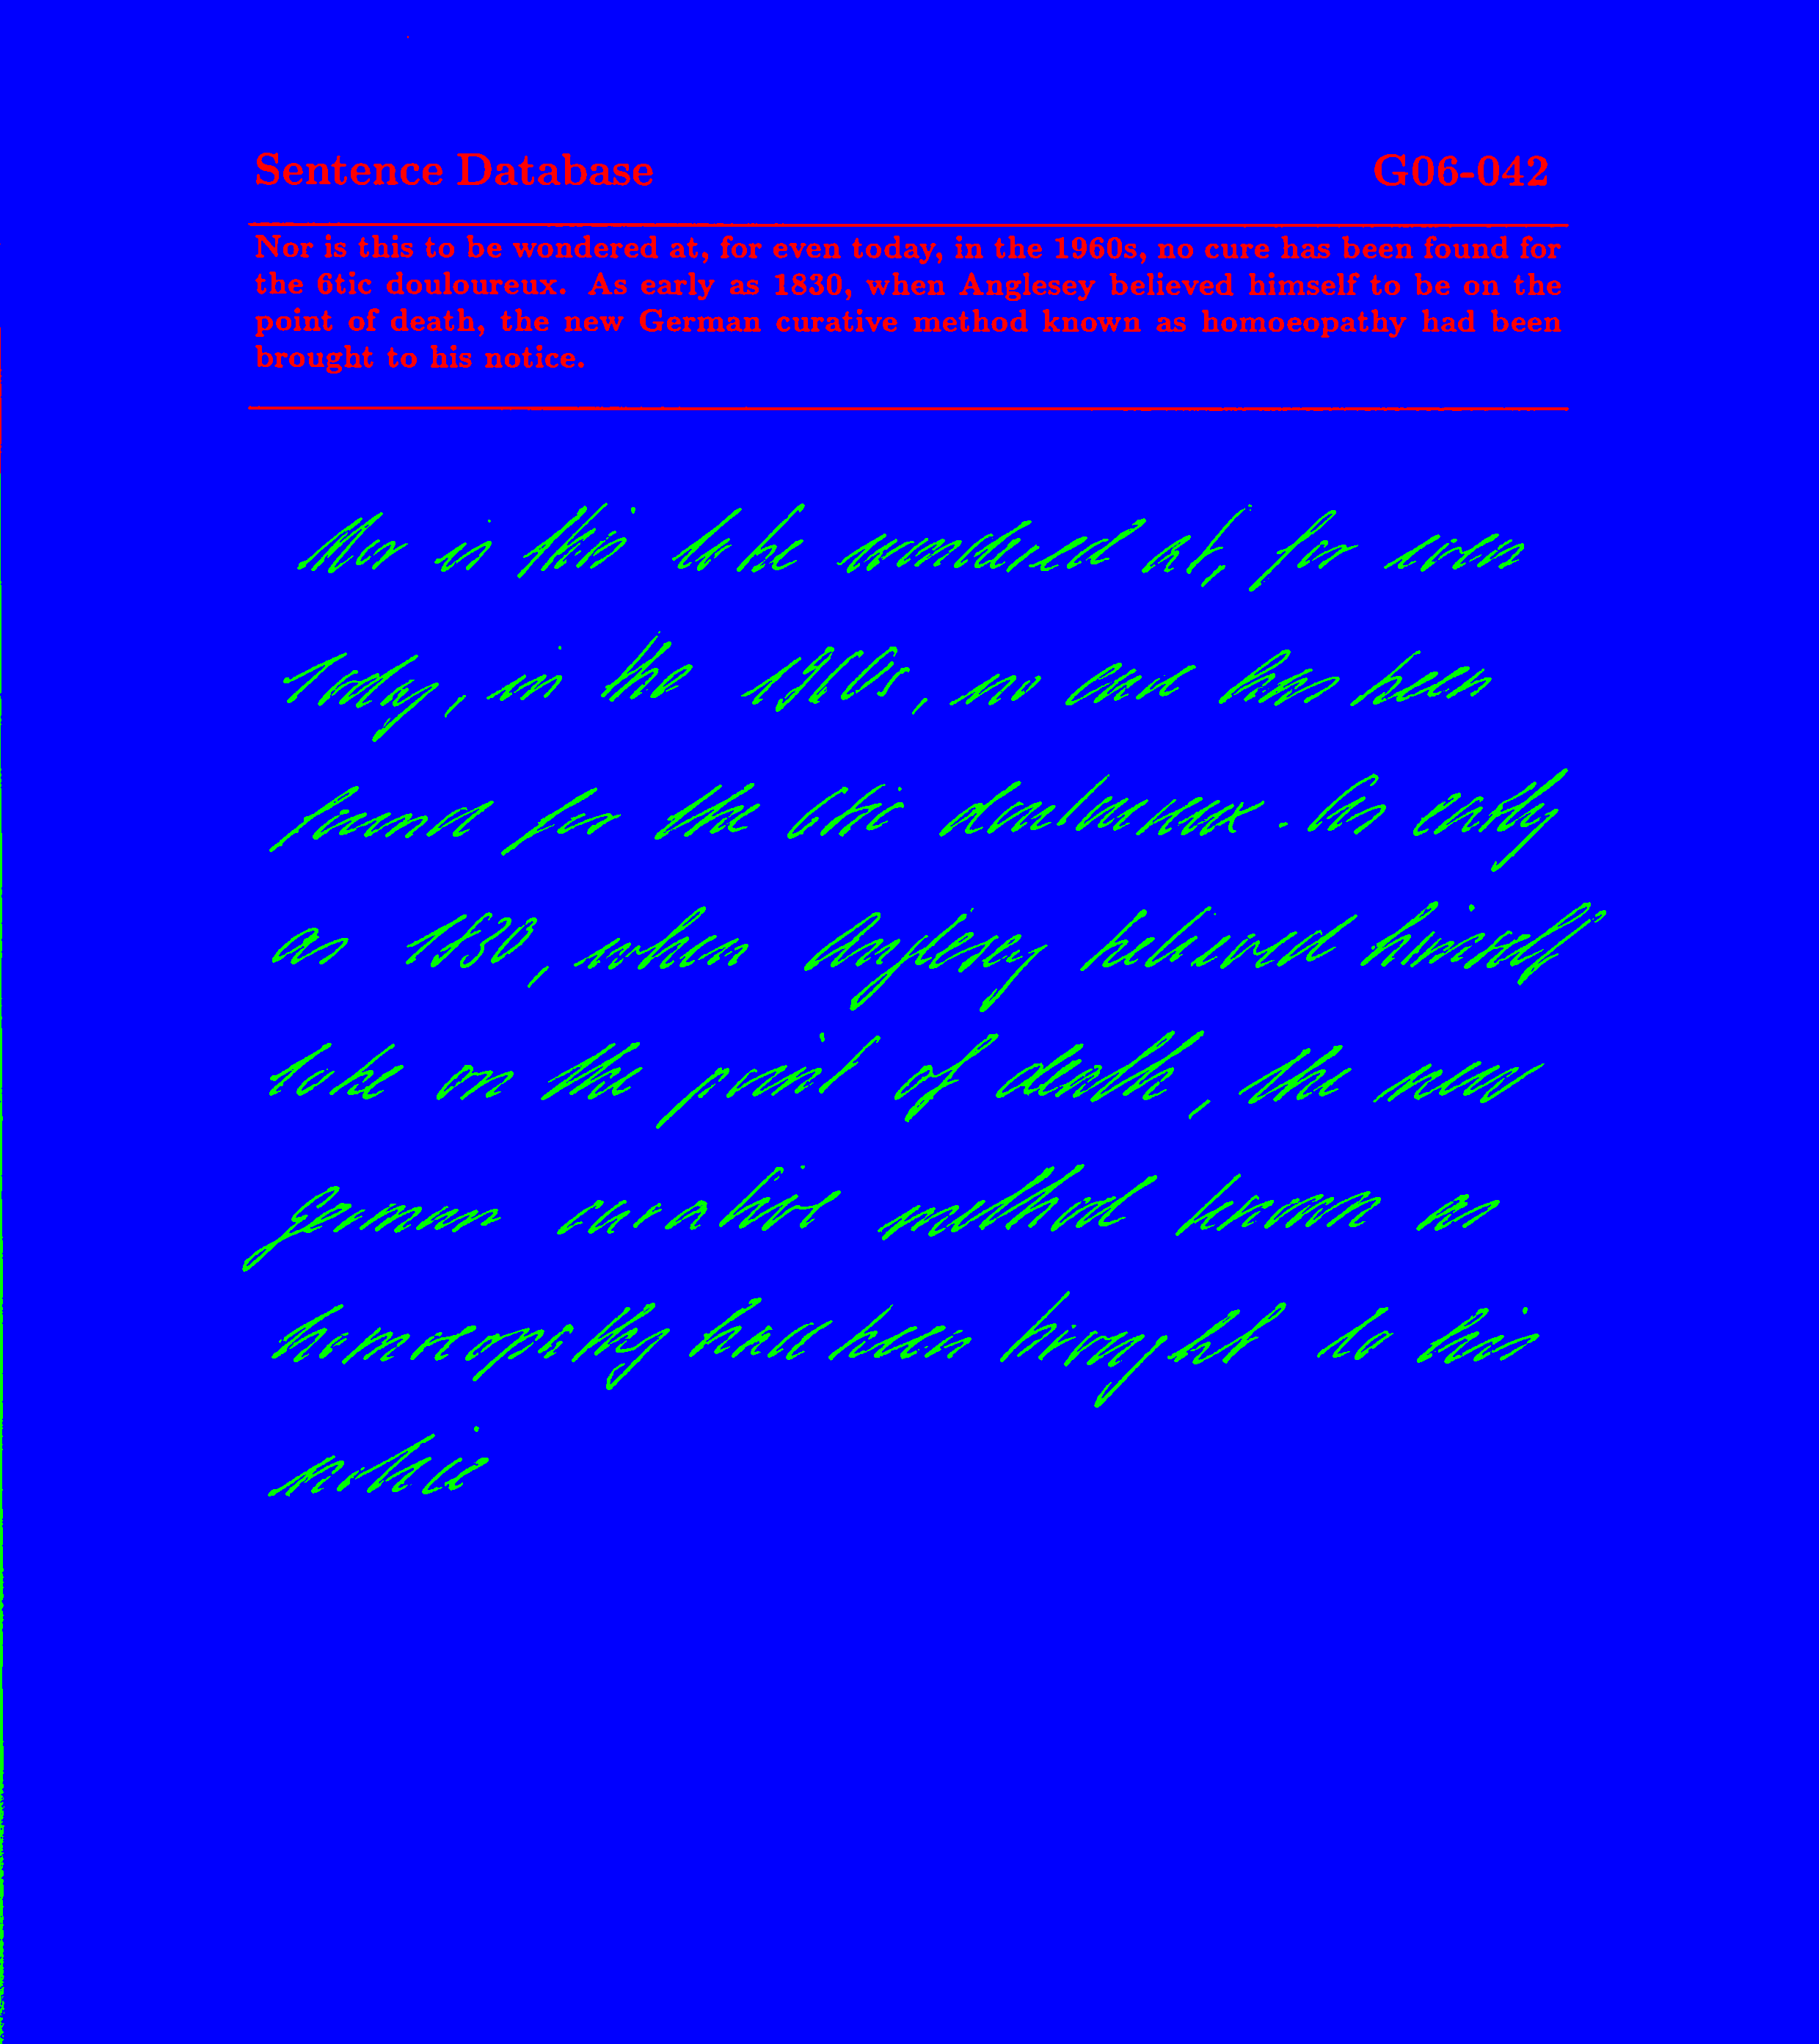 Sentence Database G06-042
Nor is this to be wondered at, for even today, in the 1960s, no cure has been found for
the 6tic douloureux. As early as 1830, when Anglesey believed himself to be on the
point of death, the new German curative method known as homoeopathy had been
brought to his notice.
Nor is this to be wondered at, for even
today, in the 1960s, no cure has been
found for the 6tic douloureux. As early
as 1830, when Anglesey believed himself
to be on the point of death, the new
German curative method known as
homoeopathy had been brought to his
notice